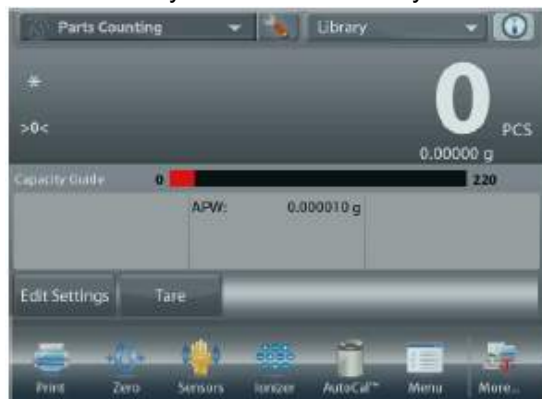 Parts Counting Library
*
>0<
0 PCS
0.00000 g
Capacity Guide 0 220
APW: 0.000010 g
Edit Settings Tare
Print Zero Sensors Ionizer AutoCal™ Menu More...